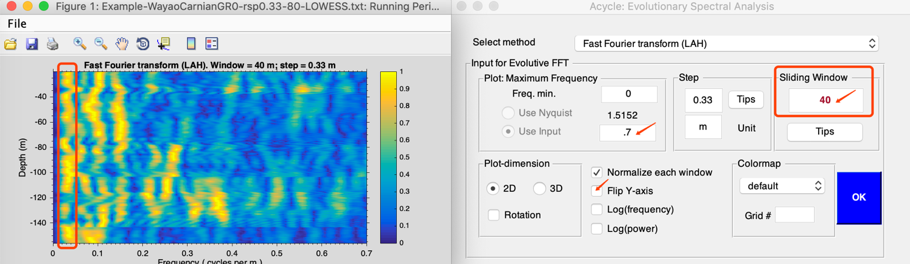 Figure 1: Example-WayaoCarnianGR0-rsp0.33-80-LOWESS.txt: Running Peri...
File
Fast Fourier transform (LAH). Window = 40 m; step = 0.33 m
-40
-60
-80
-100
-120
-140
Depth (m)
0
0.1
0.2
0.3
0.4
0.5
0.6
0.7
Frequency ( cycles per m )
1
0.9
0.8
0.7
0.6
0.5
0.4
0.3
0.2
0.1
0
Acycle: Evolutionary Spectral Analysis
Select method
Fast Fourier transform (LAH)
Input for Evolutive FFT
Plot: Maximum Frequency
Freq. min.
0
Use Nyquist
1.5152
Use Input
.7
Step
0.33
Tips
m
Unit
Sliding Window
40
Tips
Plot-dimension
2D
3D
Rotation
Normalize each window
Flip Y-axis
Log(frequency)
Log(power)
Colormap
default
Grid #
OK